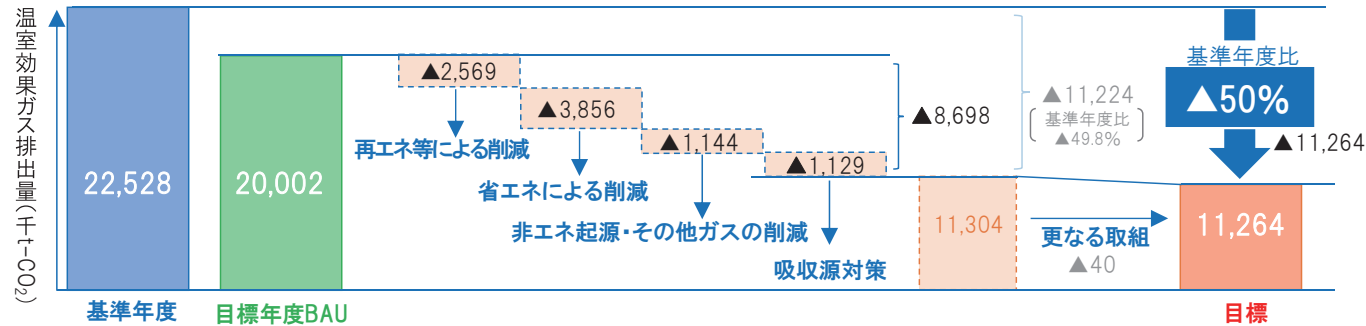 温室効果ガス排出量(千t-CO₂)
22,528
基準年度
20,002
目標年度BAU
▲2,569
再エネ等による削減
▲3,856
省エネによる削減
▲1,144
非エネ起源・その他ガスの削減
▲1,129
吸収源対策
▲8,698
▲11,224
基準年度比
▲49.8%
11,304
更なる取組
▲40
基準年度比
▲50%
▲11,264
11,264
目標